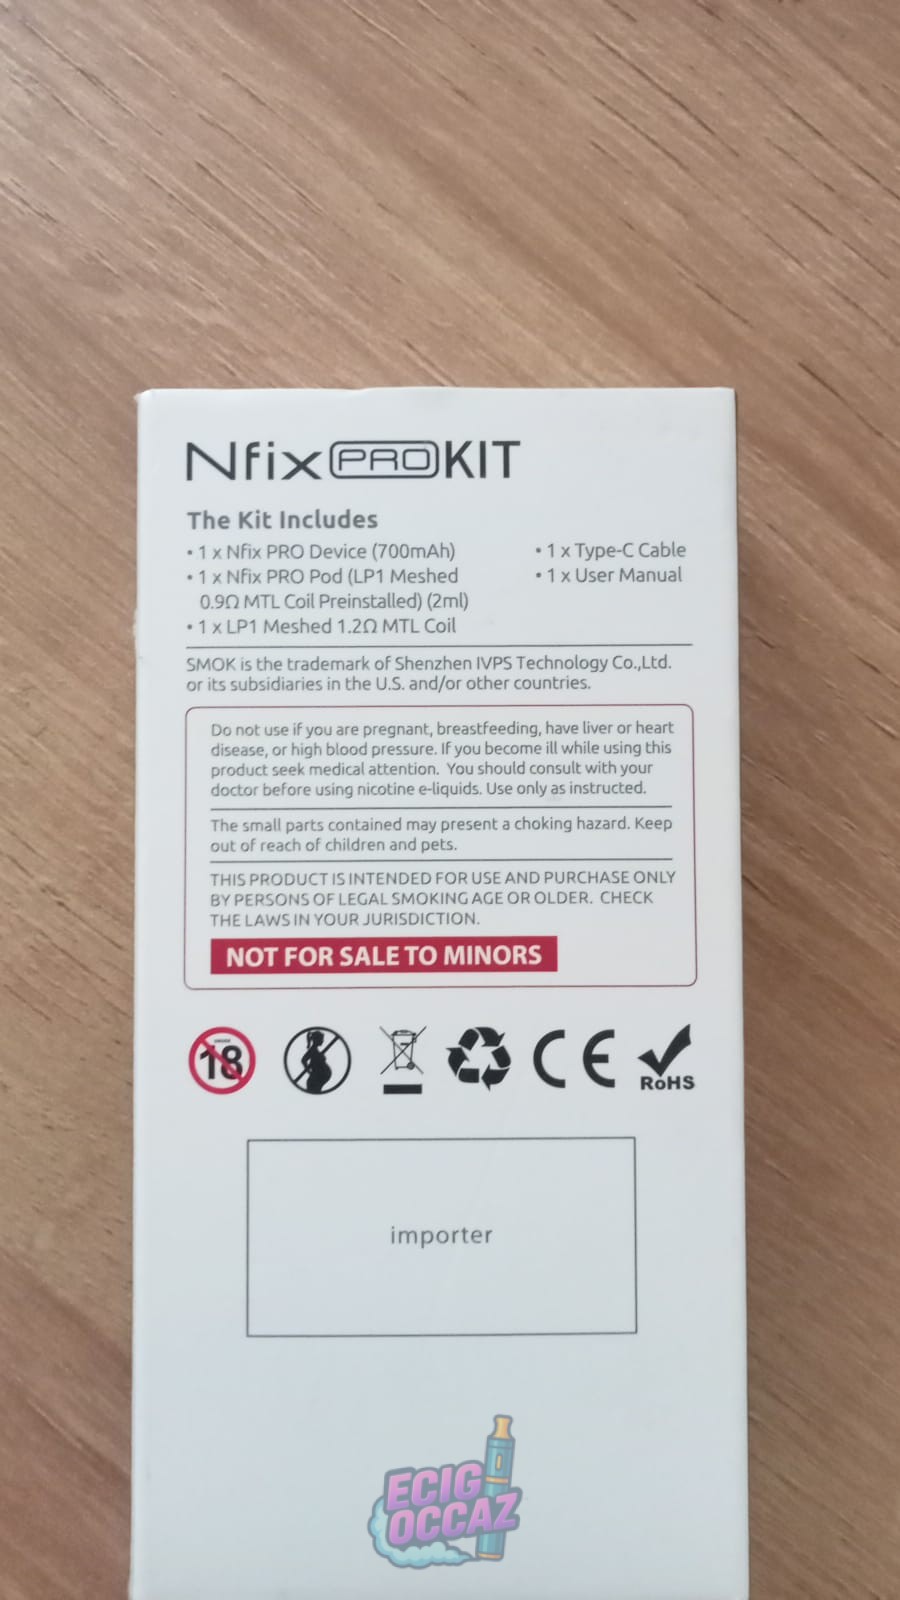 Nfix PRO KIT
The Kit Includes
• 1 x Nfix PRO Device (700mAh)
• 1 x Nfix PRO Pod (LP1 Meshed
0.9Ω MTL Coil Preinstalled) (2ml)
• 1 x LP1 Meshed 1.2Ω MTL Coil
• 1 x Type-C Cable
• 1 x User Manual
SMOK is the trademark of Shenzhen IVPS Technology Co.,Ltd.
or its subsidiaries in the U.S. and/or other countries.
Do not use if you are pregnant, breastfeeding, have liver or heart
disease, or high blood pressure. If you become ill while using this
product seek medical attention. You should consult with your
doctor before using nicotine e-liquids. Use only as instructed.
The small parts contained may present a choking hazard. Keep
out of reach of children and pets.
THIS PRODUCT IS INTENDED FOR USE AND PURCHASE ONLY
BY PERSONS OF LEGAL SMOKING AGE OR OLDER. CHECK
THE LAWS IN YOUR JURISDICTION.
NOT FOR SALE TO MINORS
18
CE
RoHS
importer
ECIG
OCCAZ